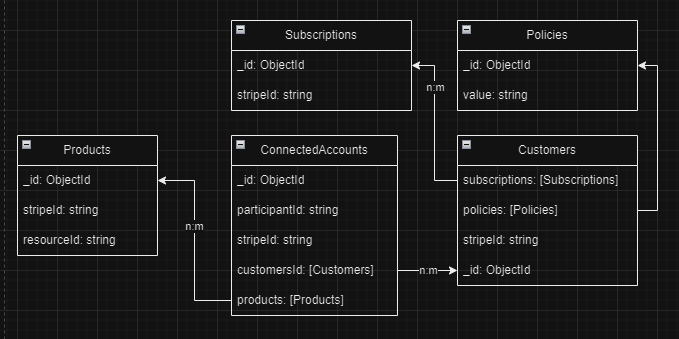 Subscriptions
_id: ObjectId
stripeId: string
Policies
_id: ObjectId
value: string
n:m
Products
_id: ObjectId
stripeId: string
resourceId: string
n:m
ConnectedAccounts
_id: ObjectId
participantId: string
stripeId: string
customersId: [Customers]
products: [Products]
n:m
Customers
subscriptions: [Subscriptions]
policies: [Policies]
stripeId: string
_id: ObjectId